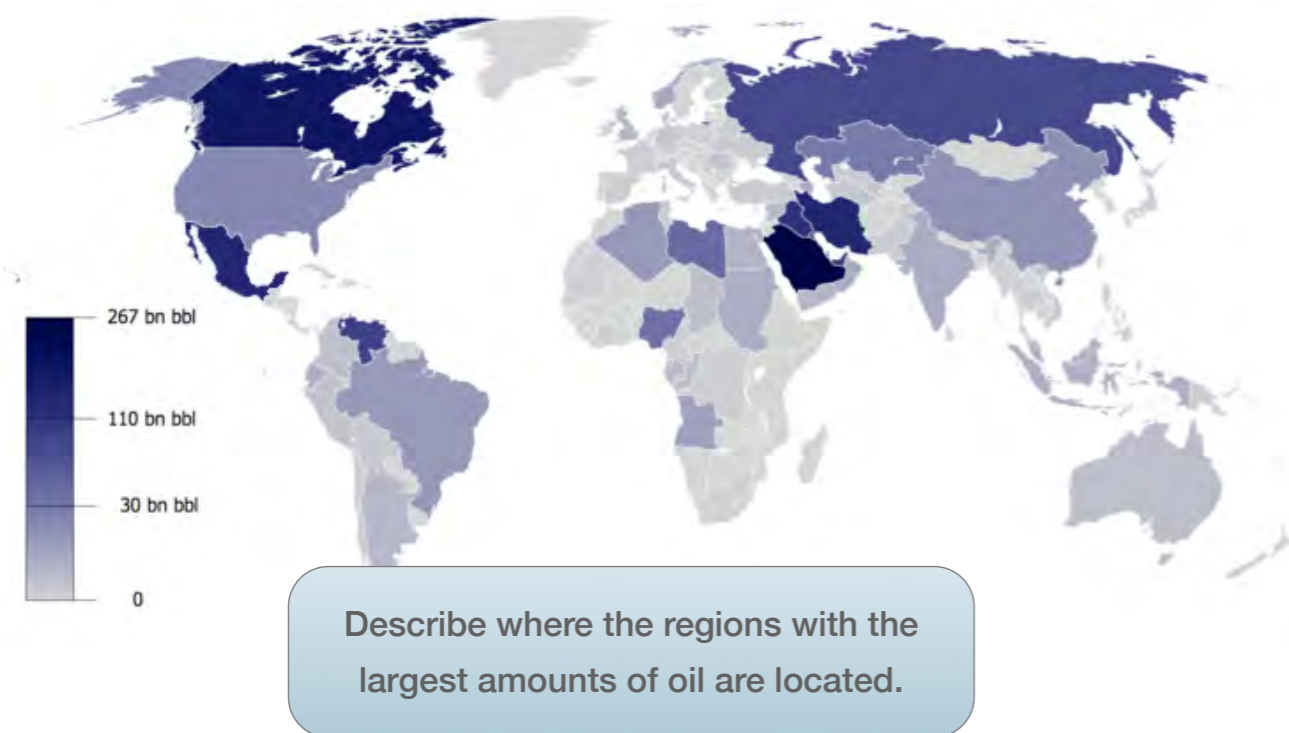 267 bn bbl
110 bn bbl
30 bn bbl
0
Describe where the regions with the
largest amounts of oil are located.